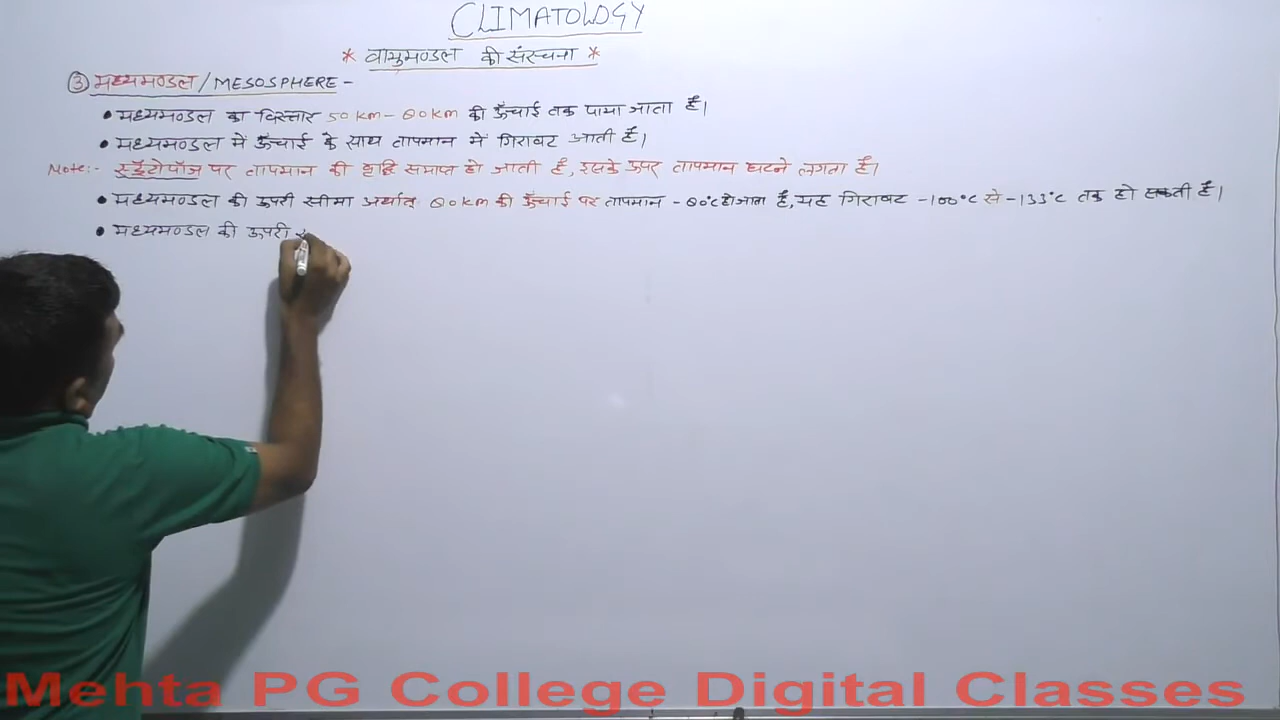 CLIMATOLOGY
* वायुमण्डल की संरचना *
③ मध्यमण्डल / MESOSPHERE -
• मध्यमण्डल का विस्तार 50 KM - 80 KM की ऊँचाई तक पाया जाता है।
• मध्यमण्डल में ऊँचाई के साथ तापमान में गिरावट आती है।
Note:- स्ट्रेटोपॉज पर तापमान की वृद्धि समाप्त हो जाती है, इसके ऊपर तापमान घटने लगता है।
• मध्यमण्डल की ऊपरी सीमा अर्थात् 80 KM की ऊँचाई पर तापमान -80°C हो जाता है, यह गिरावट -100°C से -133°C तक हो सकती है।
• मध्यमण्डल की ऊपरी
Mehta PG College Digital Classes